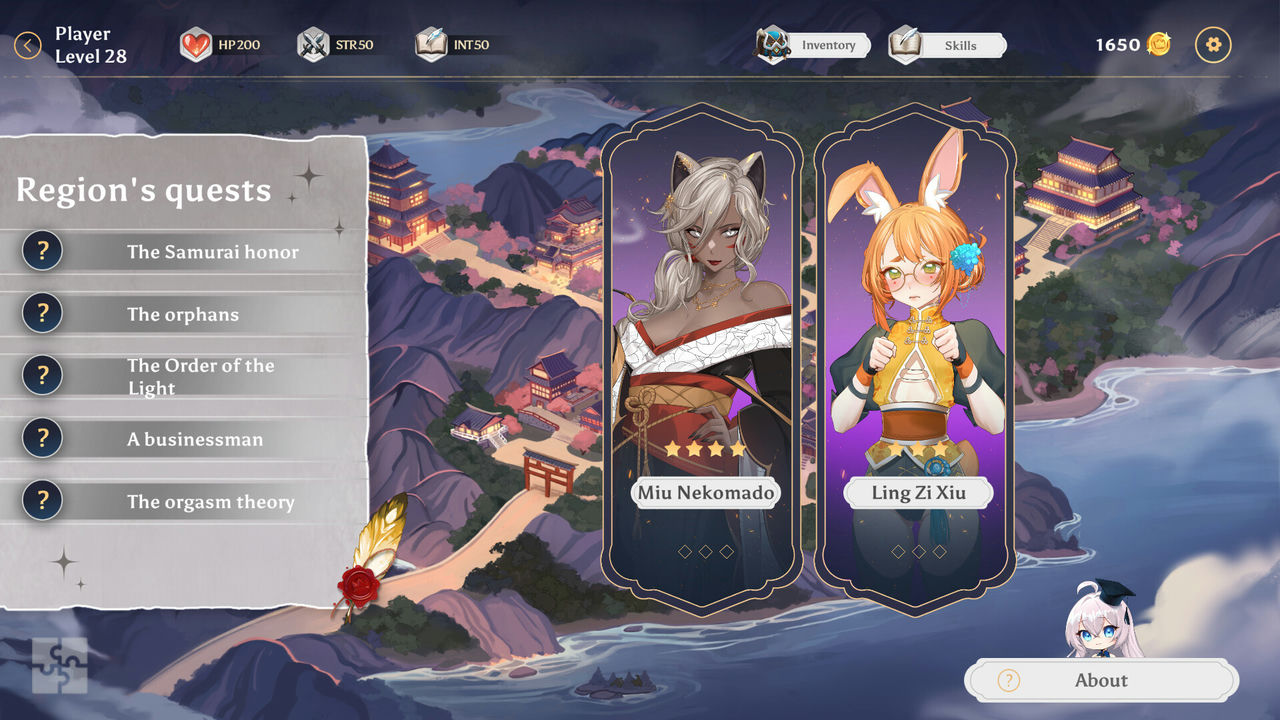 Player
Level 28
HP200
STR50
INT50
Inventory
Skills
1650
Region's quests
? The Samurai honor
? The orphans
? The Order of the
Light
? A businessman
? The orgasm theory
Miu Nekomado
Ling Zi Xiu
? About